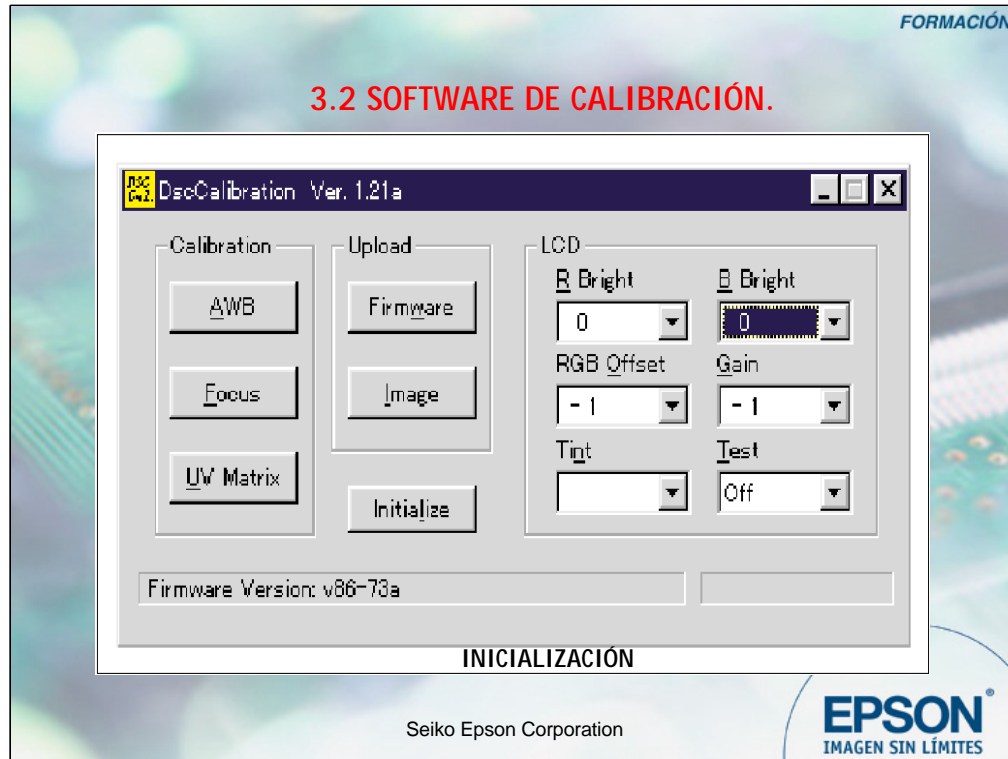 FORMACIÓN
3.2 SOFTWARE DE CALIBRACIÓN.
DscCalibration Ver. 1.21a
Calibration
AWB
Focus
UV Matrix
Upload
Firmware
Image
Initialize
LCD
R Bright B Bright
0 0
RGB Offset Gain
- 1 - 1
Tint Test
Off
Firmware Version: v86-73a
INICIALIZACIÓN
Seiko Epson Corporation
EPSON®
IMAGEN SIN LÍMITES